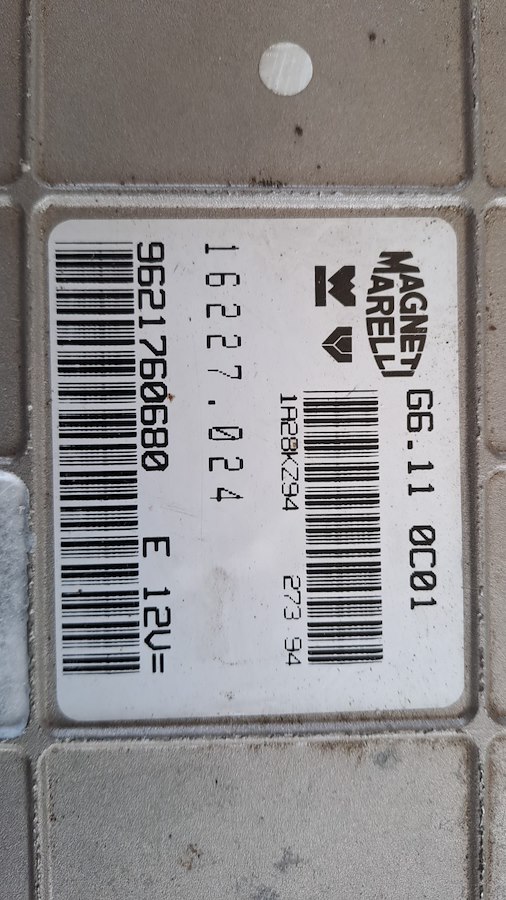 MAGNETI
MARELLI
G6.11 0C01
1A28KZ94 273 94
16227.024
9621760680 E 12V=